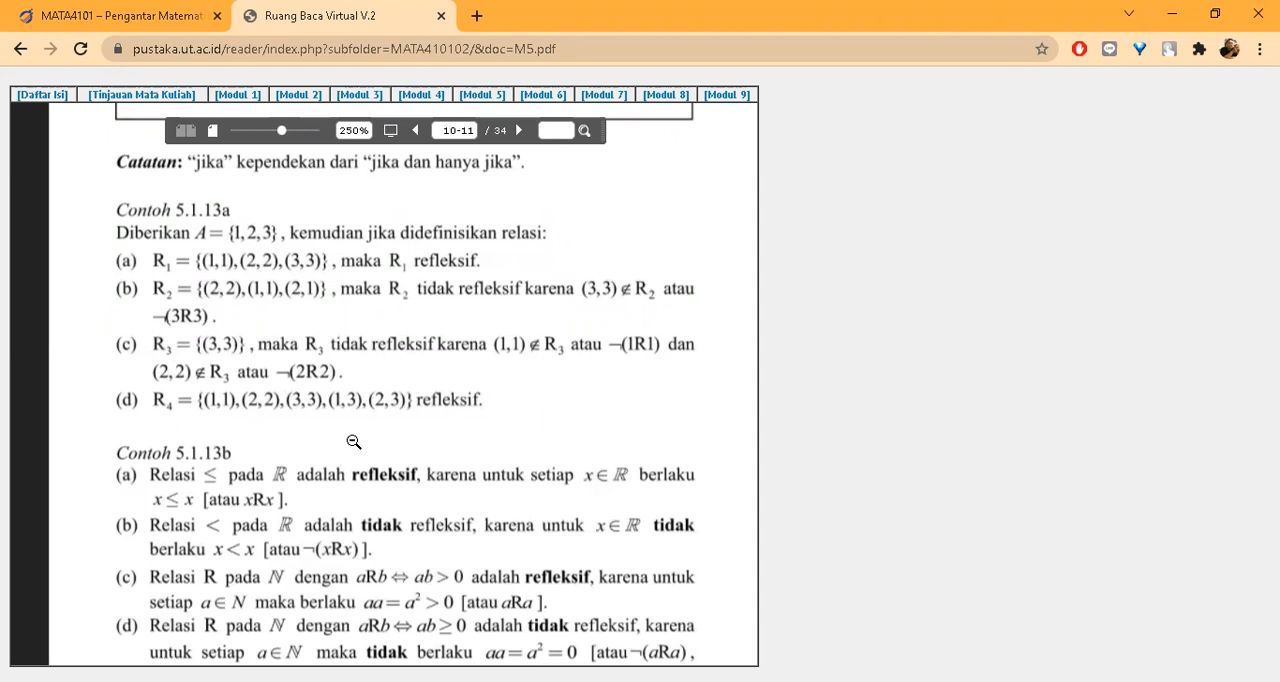 MATA4101 – Pengantar Matemat
Ruang Baca Virtual V.2
pustaka.ut.ac.id/reader/index.php?subfolder=MATA410102/&doc=M5.pdf
[Daftar Isi] [Tinjauan Mata Kuliah] [Modul 1] [Modul 2] [Modul 3] [Modul 4] [Modul 5] [Modul 6] [Modul 7] [Modul 8] [Modul 9]
250% 10-11 / 34
Catatan: “jika” kependekan dari “jika dan hanya jika”.
Contoh 5.1.13a
Diberikan A = {1,2,3}, kemudian jika didefinisikan relasi:
(a) R₁ = {(1,1),(2,2),(3,3)}, maka R₁ refleksif.
(b) R₂ = {(2,2),(1,1),(2,1)}, maka R₂ tidak refleksif karena (3,3) ∉ R₂ atau
¬(3R3).
(c) R₃ = {(3,3)}, maka R₃ tidak refleksif karena (1,1) ∉ R₃ atau ¬(1R1) dan
(2,2) ∉ R₃ atau ¬(2R2).
(d) R₄ = {(1,1),(2,2),(3,3),(1,3),(2,3)} refleksif.
Contoh 5.1.13b
(a) Relasi ≤ pada ℝ adalah refleksif, karena untuk setiap x ∈ ℝ berlaku
x ≤ x [atau xRx].
(b) Relasi < pada ℝ adalah tidak refleksif, karena untuk x ∈ ℝ tidak
berlaku x < x [atau ¬(xRx)].
(c) Relasi R pada ℕ dengan aRb ⇔ ab > 0 adalah refleksif, karena untuk
setiap a ∈ N maka berlaku aa = a² > 0 [atau aRa].
(d) Relasi R pada ℕ dengan aRb ⇔ ab ≥ 0 adalah tidak refleksif, karena
untuk setiap a ∈ ℕ maka tidak berlaku aa = a² = 0 [atau ¬(aRa),